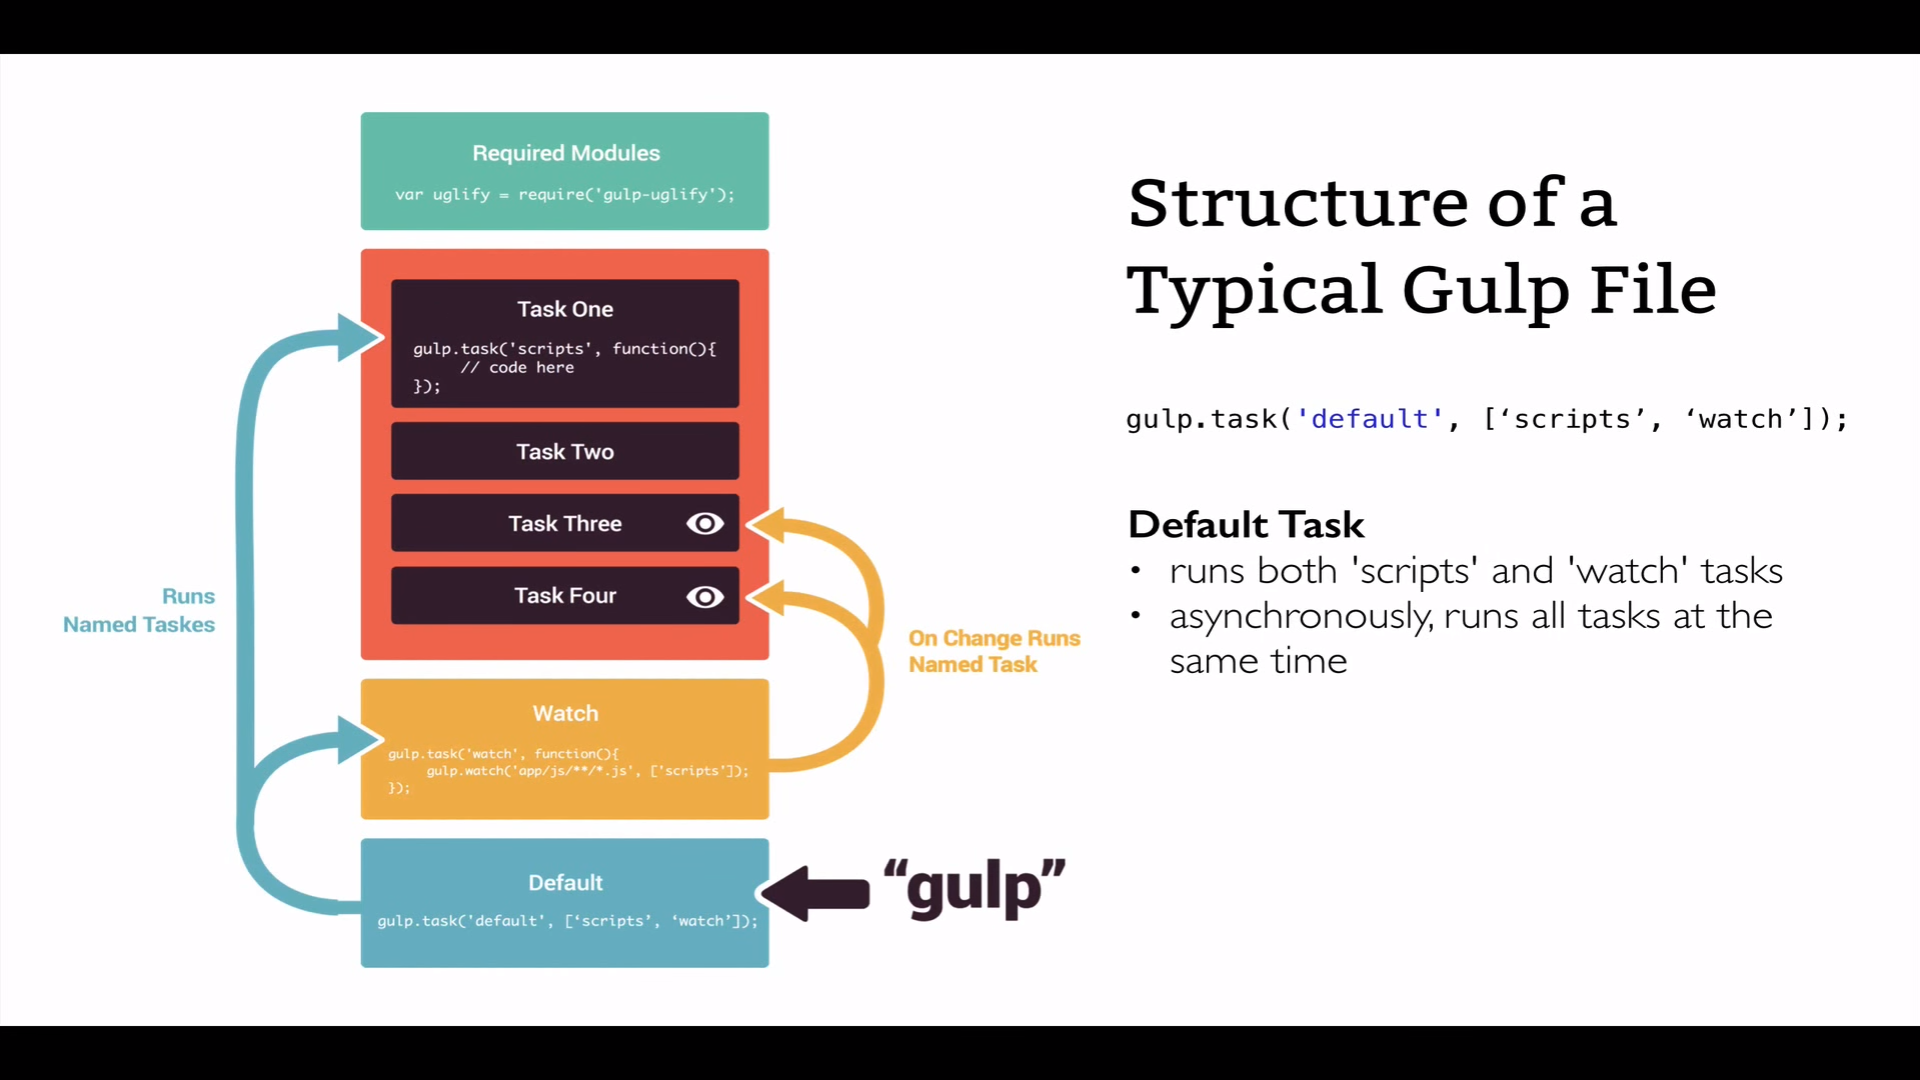 Required Modules
var uglify = require('gulp-uglify');
Task One
gulp.task('scripts', function(){
// code here
});
Task Two
Task Three
Task Four
Runs
Named Taskes
On Change Runs
Named Task
Watch
gulp.task('watch', function(){
gulp.watch('app/js/**/*.js', ['scripts']);
});
Default
gulp.task('default', [‘scripts’, ‘watch’]);
“gulp”
Structure of a
Typical Gulp File
gulp.task('default', [‘scripts’, ‘watch’]);
Default Task
• runs both 'scripts' and 'watch' tasks
• asynchronously, runs all tasks at the
same time